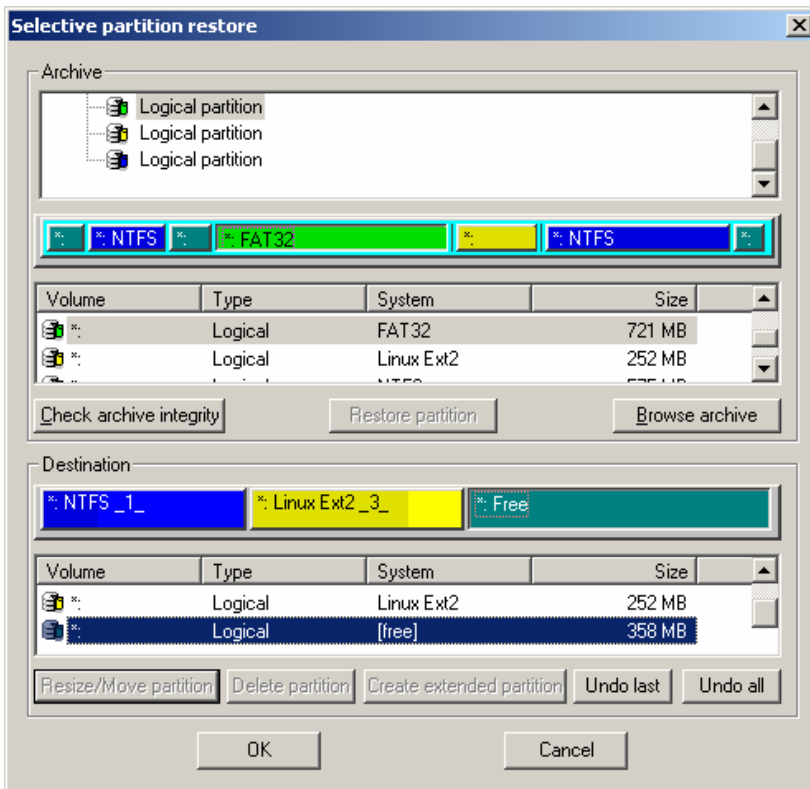 Selective partition restore
Archive
Logical partition
Logical partition
Logical partition
*: *: NTFS *: *: FAT32 *: *: NTFS *:
Volume Type System Size
*: Logical FAT32 721 MB
*: Logical Linux Ext2 252 MB
Check archive integrity Restore partition Browse archive
Destination
*: NTFS _1_ *: Linux Ext2 _3_ *: Free
Volume Type System Size
*: Logical Linux Ext2 252 MB
*: Logical [free] 358 MB
Resize/Move partition Delete partition Create extended partition Undo last Undo all
OK Cancel